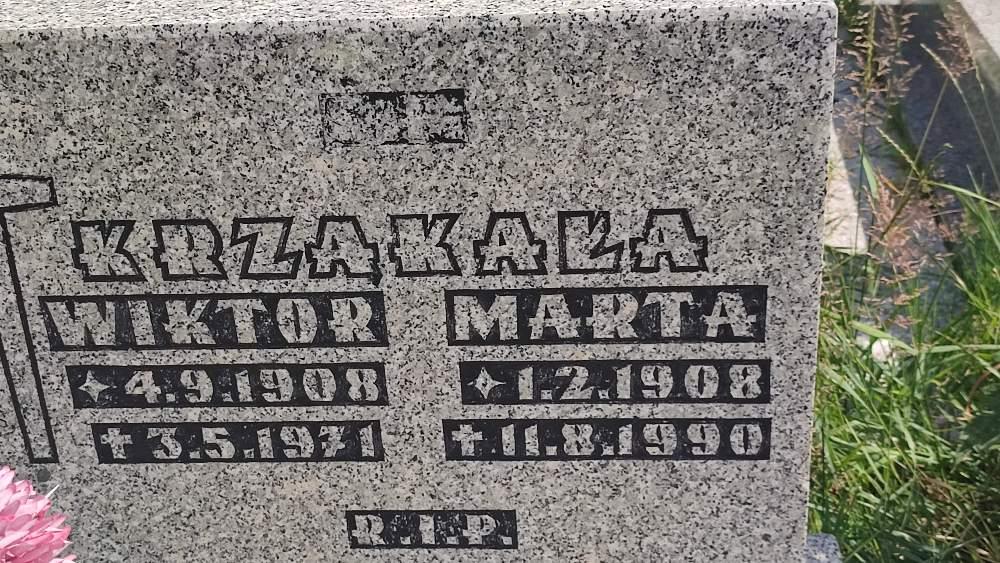 KRZAKAŁA
WIKTOR MARTA
4.9.1908 1.2.1908
✝ 3.5.1971 ✝ 11.8.1990
R.I.P.